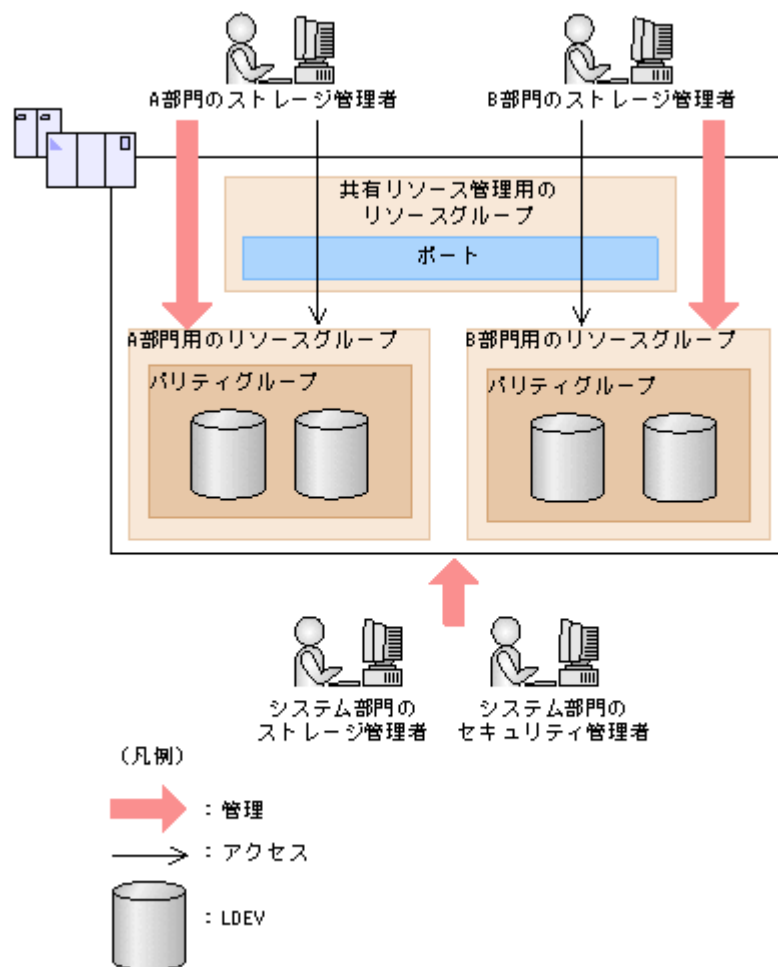 A部門のストレージ管理者
B部門のストレージ管理者
共有リソース管理用の
リソースグループ
ポート
A部門用のリソースグループ
B部門用のリソースグループ
パリティグループ
パリティグループ
システム部門の
ストレージ管理者
システム部門の
セキュリティ管理者
(凡例)
：管理
：アクセス
：LDEV